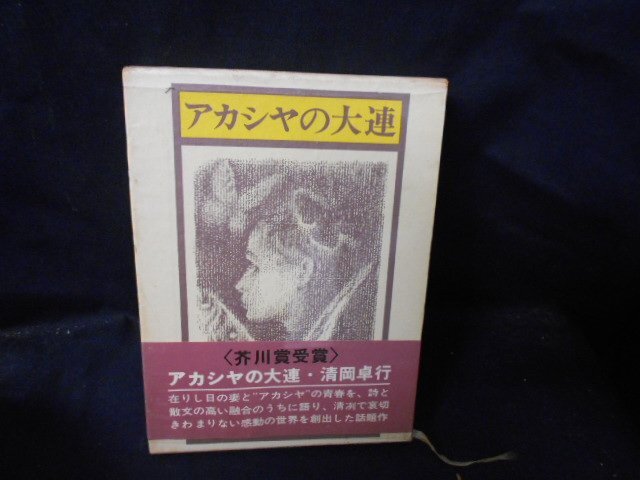 アカシヤの大連
〈芥川賞受賞〉
アカシヤの大連・清岡卓行
在りし日の妻と"アカシヤ"の青春を、詩と
散文の高い融合のうちに語り、清冽で哀切
きわまりない感動の世界を創出した話題作